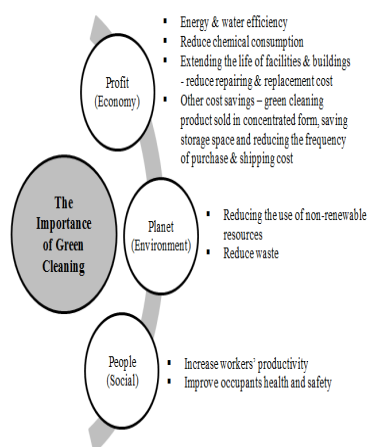 The
Importance
of Green
Cleaning
Profit
(Economy)
▪ Energy & water efficiency
▪ Reduce chemical consumption
▪ Extending the life of facilities & buildings
- reduce repairing & replacement cost
▪ Other cost savings – green cleaning
product sold in concentrated form, saving
storage space and reducing the frequency
of purchase & shipping cost
Planet
(Environment)
▪ Reducing the use of non-renewable
resources
▪ Reduce waste
People
(Social)
▪ Increase workers' productivity
▪ Improve occupants health and safety